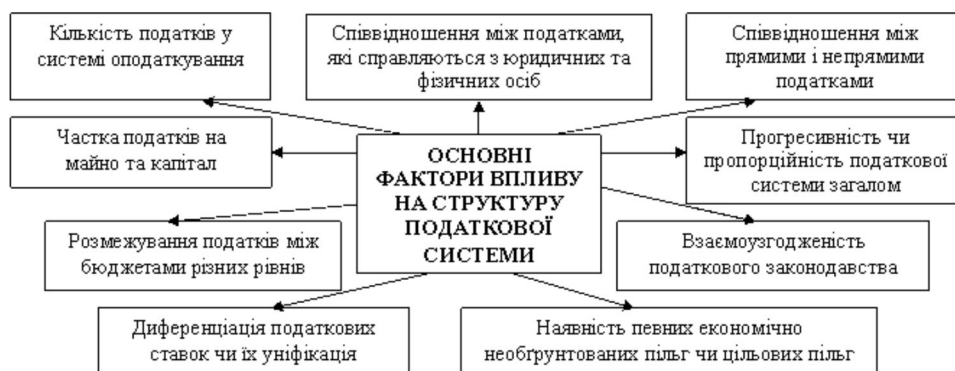 Кількість податків у
системі оподаткування
Співвідношення між податками,
які справляються з юридичних та
фізичних осіб
Співвідношення між
прямими і непрямими
податками
Частка податків на
майно та капітал
ОСНОВНІ
ФАКТОРИ ВПЛИВУ
НА СТРУКТУРУ
ПОДАТКОВОЇ
СИСТЕМИ
Прогресивність чи
пропорційність податкової
системи загалом
Розмежування податків між
бюджетами різних рівнів
Взаємоузгодженість
податкового законодавства
Диференціація податкових
ставок чи їх уніфікація
Наявність певних економічно
необґрунтованих пільг чи цільових пільг